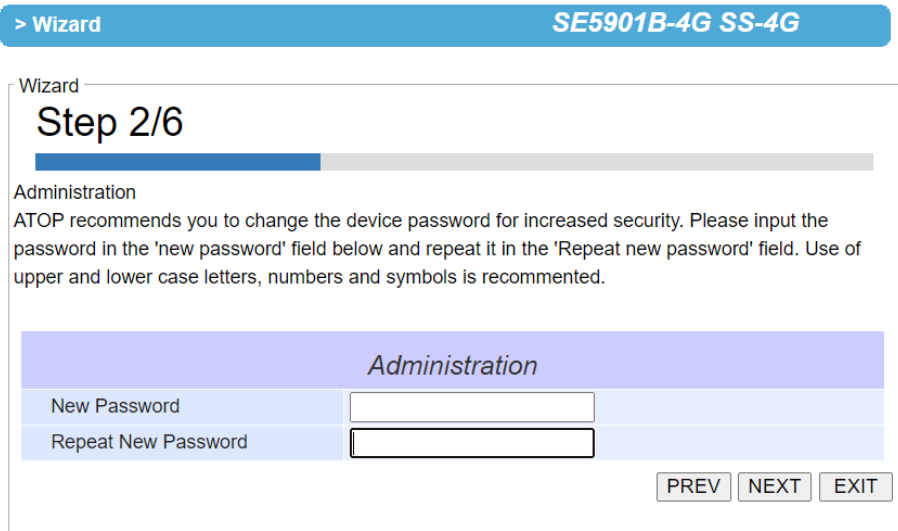 > Wizard
SE5901B-4G SS-4G
Wizard
Step 2/6
Administration
ATOP recommends you to change the device password for increased security. Please input the
password in the 'new password' field below and repeat it in the 'Repeat new password' field. Use of
upper and lower case letters, numbers and symbols is recommented.
Administration
New Password
Repeat New Password
PREV NEXT EXIT